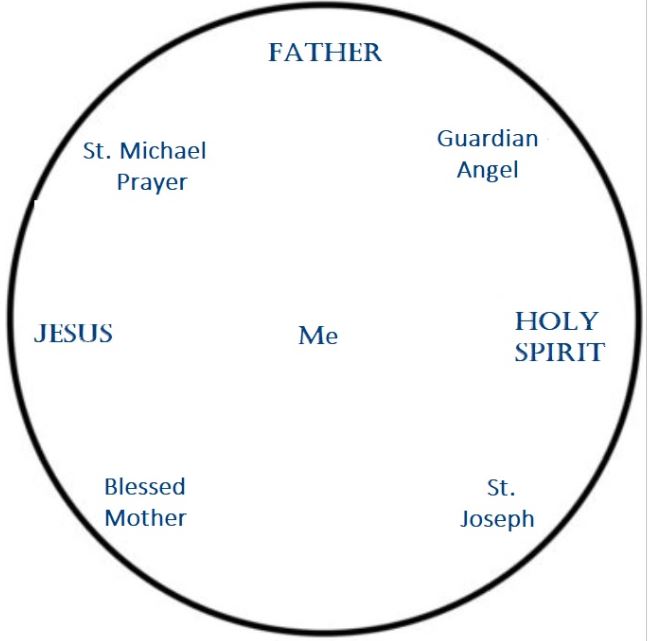 FATHER
St. Michael
Prayer
Guardian
Angel
JESUS
Me
HOLY
SPIRIT
Blessed
Mother
St.
Joseph